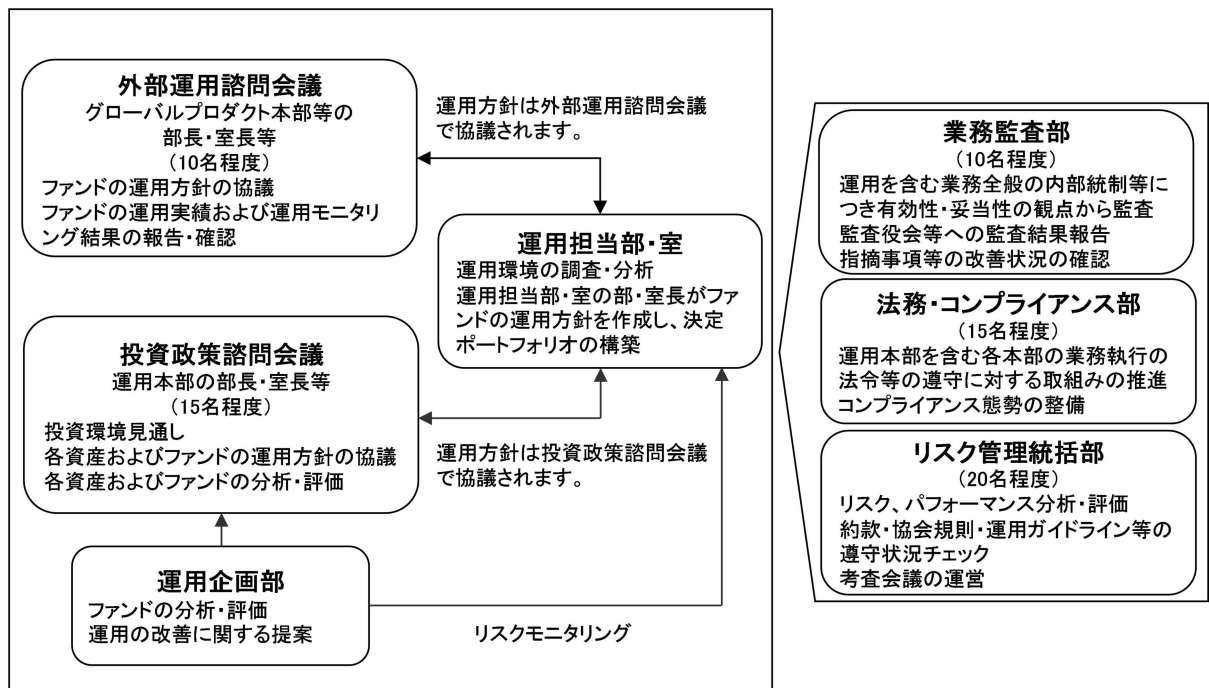 外部運用諮問会議
グローバルプロダクト本部等の
部長・室長等
（10名程度）
ファンドの運用方針の協議
ファンドの運用実績および運用モニタリ
ング結果の報告・確認
運用方針は外部運用諮問会議
で協議されます。
運用担当部・室
運用環境の調査・分析
運用担当部・室の部・室長がファ
ンドの運用方針を作成し、決定
ポートフォリオの構築
投資政策諮問会議
運用本部の部長・室長等
（15名程度）
投資環境見通し
各資産およびファンドの運用方針の協議
各資産およびファンドの分析・評価
運用方針は投資政策諮問会議
で協議されます。
運用企画部
ファンドの分析・評価
運用の改善に関する提案
リスクモニタリング
業務監査部
（10名程度）
運用を含む業務全般の内部統制等に
つき有効性・妥当性の観点から監査
監査役会等への監査結果報告
指摘事項等の改善状況の確認
法務・コンプライアンス部
（15名程度）
運用本部を含む各本部の業務執行の
法令等の遵守に対する取組みの推進
コンプライアンス態勢の整備
リスク管理統括部
（20名程度）
リスク、パフォーマンス分析・評価
約款・協会規則・運用ガイドライン等の
遵守状況チェック
考査会議の運営